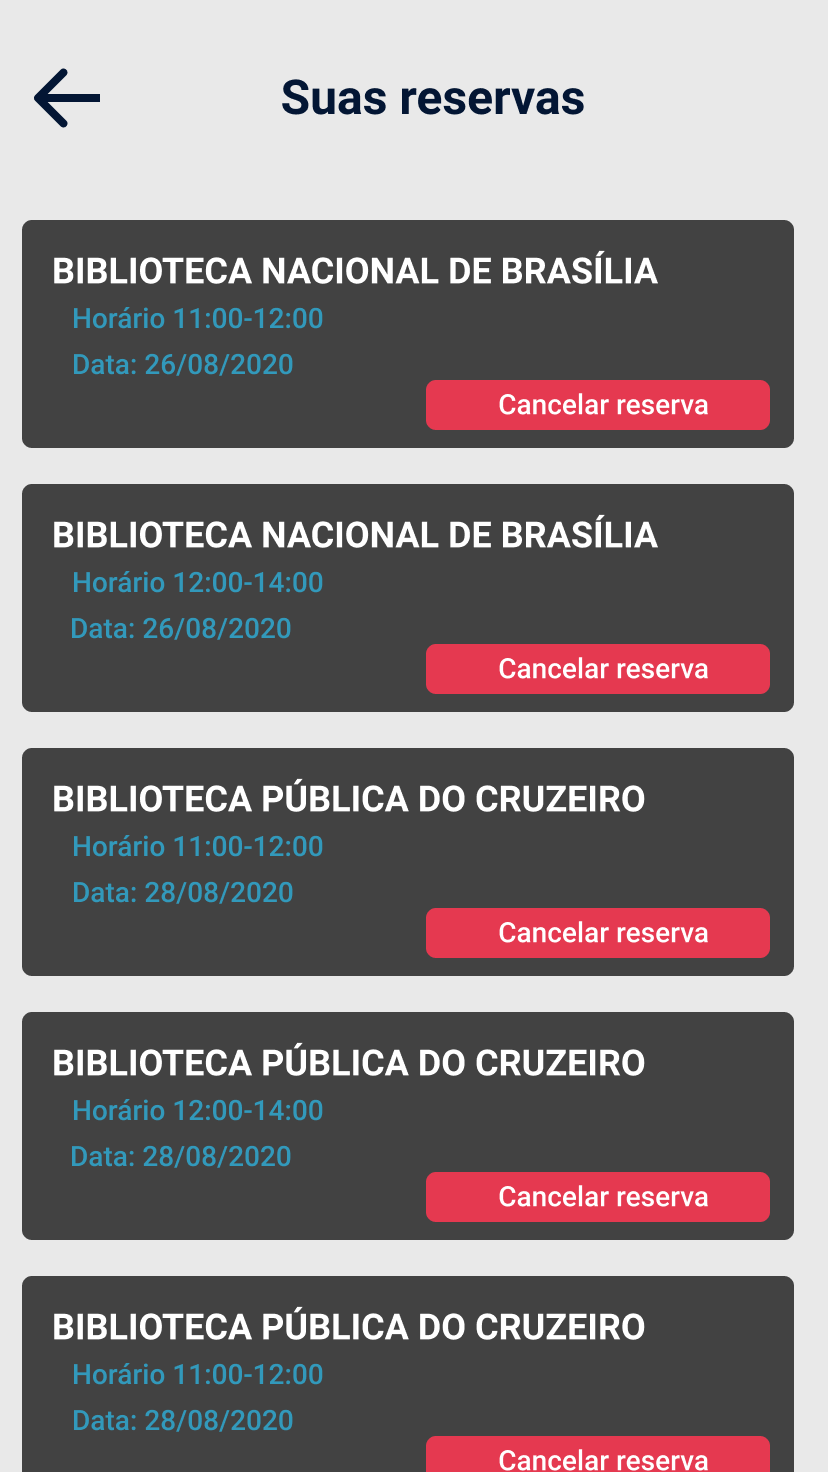 Suas reservas
BIBLIOTECA NACIONAL DE BRASÍLIA
Horário 11:00-12:00
Data: 26/08/2020
Cancelar reserva
BIBLIOTECA NACIONAL DE BRASÍLIA
Horário 12:00-14:00
Data: 26/08/2020
Cancelar reserva
BIBLIOTECA PÚBLICA DO CRUZEIRO
Horário 11:00-12:00
Data: 28/08/2020
Cancelar reserva
BIBLIOTECA PÚBLICA DO CRUZEIRO
Horário 12:00-14:00
Data: 28/08/2020
Cancelar reserva
BIBLIOTECA PÚBLICA DO CRUZEIRO
Horário 11:00-12:00
Data: 28/08/2020
Cancelar reserva